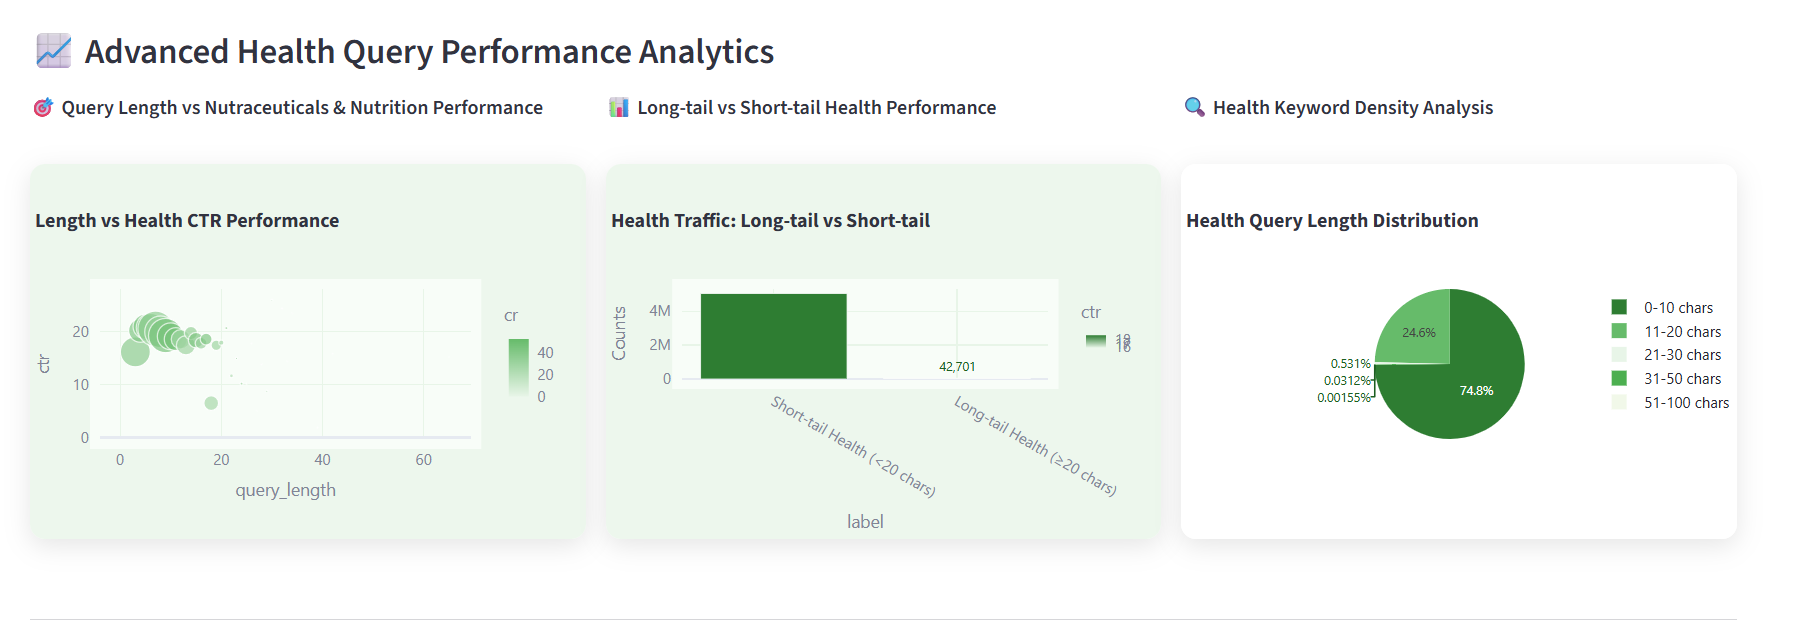 Advanced Health Query Performance Analytics
Query Length vs Nutraceuticals & Nutrition Performance
Long-tail vs Short-tail Health Performance
Health Keyword Density Analysis
Length vs Health CTR Performance
ctr
20
10
0
0
20
40
60
query_length
cr
40
20
0
Health Traffic: Long-tail vs Short-tail
Counts
4M
2M
0
42,701
Short-tail Health (<20 chars)
Long-tail Health (≥20 chars)
label
ctr
18
16
Health Query Length Distribution
24.6%
0.531%
0.0312%
0.00155%
74.8%
0-10 chars
11-20 chars
21-30 chars
31-50 chars
51-100 chars